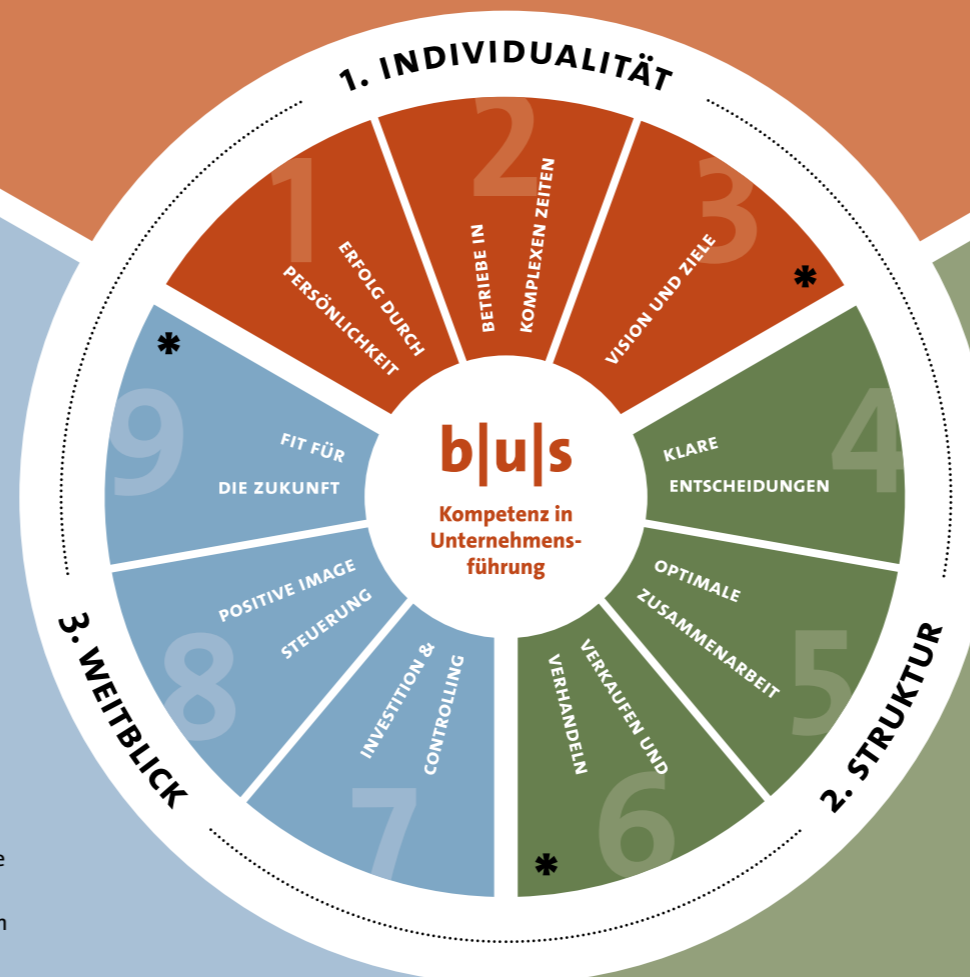 1. INDIVIDUALITÄT
1
ERFOLG DURCH
PERSÖNLICHKEIT
2
BETRIEBE IN
KOMPLEXEN ZEITEN
3
VISION UND ZIELE
*
2. STRUKTUR
4
KLARE
ENTSCHEIDUNGEN
5
OPTIMALE
ZUSAMMENARBEIT
6
VERKAUFEN UND
VERHANDELN
*
3. WEITBLICK
7
INVESTITION &
CONTROLLING
8
POSITIVE IMAGE
STEUERUNG
9
FIT FÜR
DIE ZUKUNFT
*
b|u|s
Kompetenz in
Unternehmens-
führung
e
n